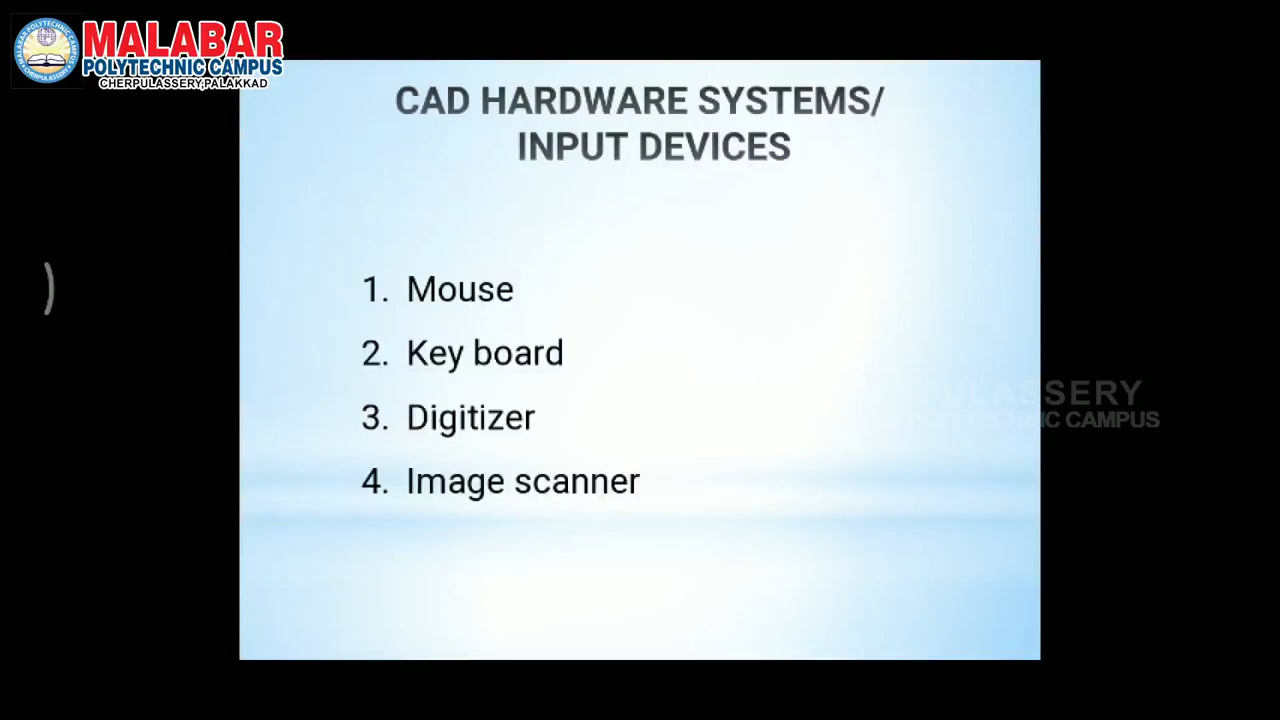 MALABAR
POLYTECHNIC CAMPUS
CHERPULASSERY,PALAKKAD
CAD HARDWARE SYSTEMS/
INPUT DEVICES
1. Mouse
2. Key board
3. Digitizer
4. Image scanner
CAMPUS